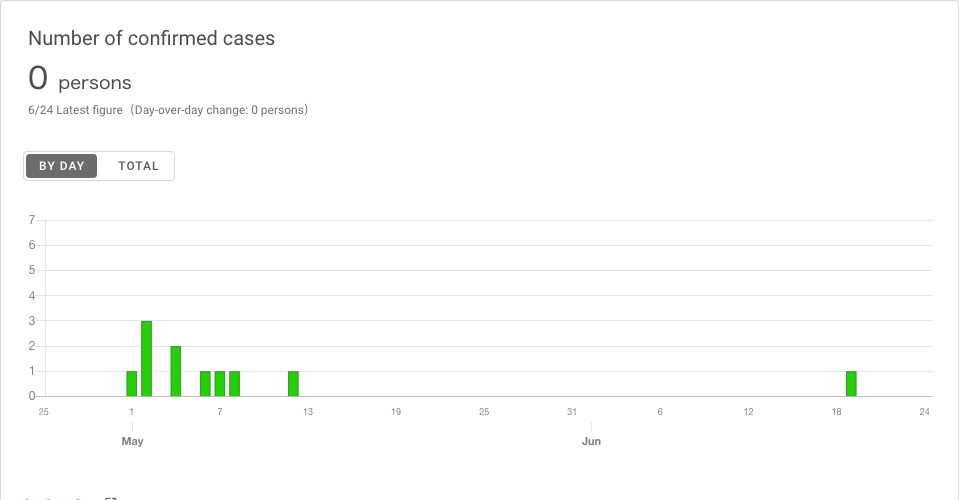 Number of confirmed cases
0 persons
6/24 Latest figure（Day-over-day change: 0 persons）
BY DAY TOTAL
7
6
5
4
3
2
1
0
25 1 7 13 19 25 31 6 12 18 24
May Jun